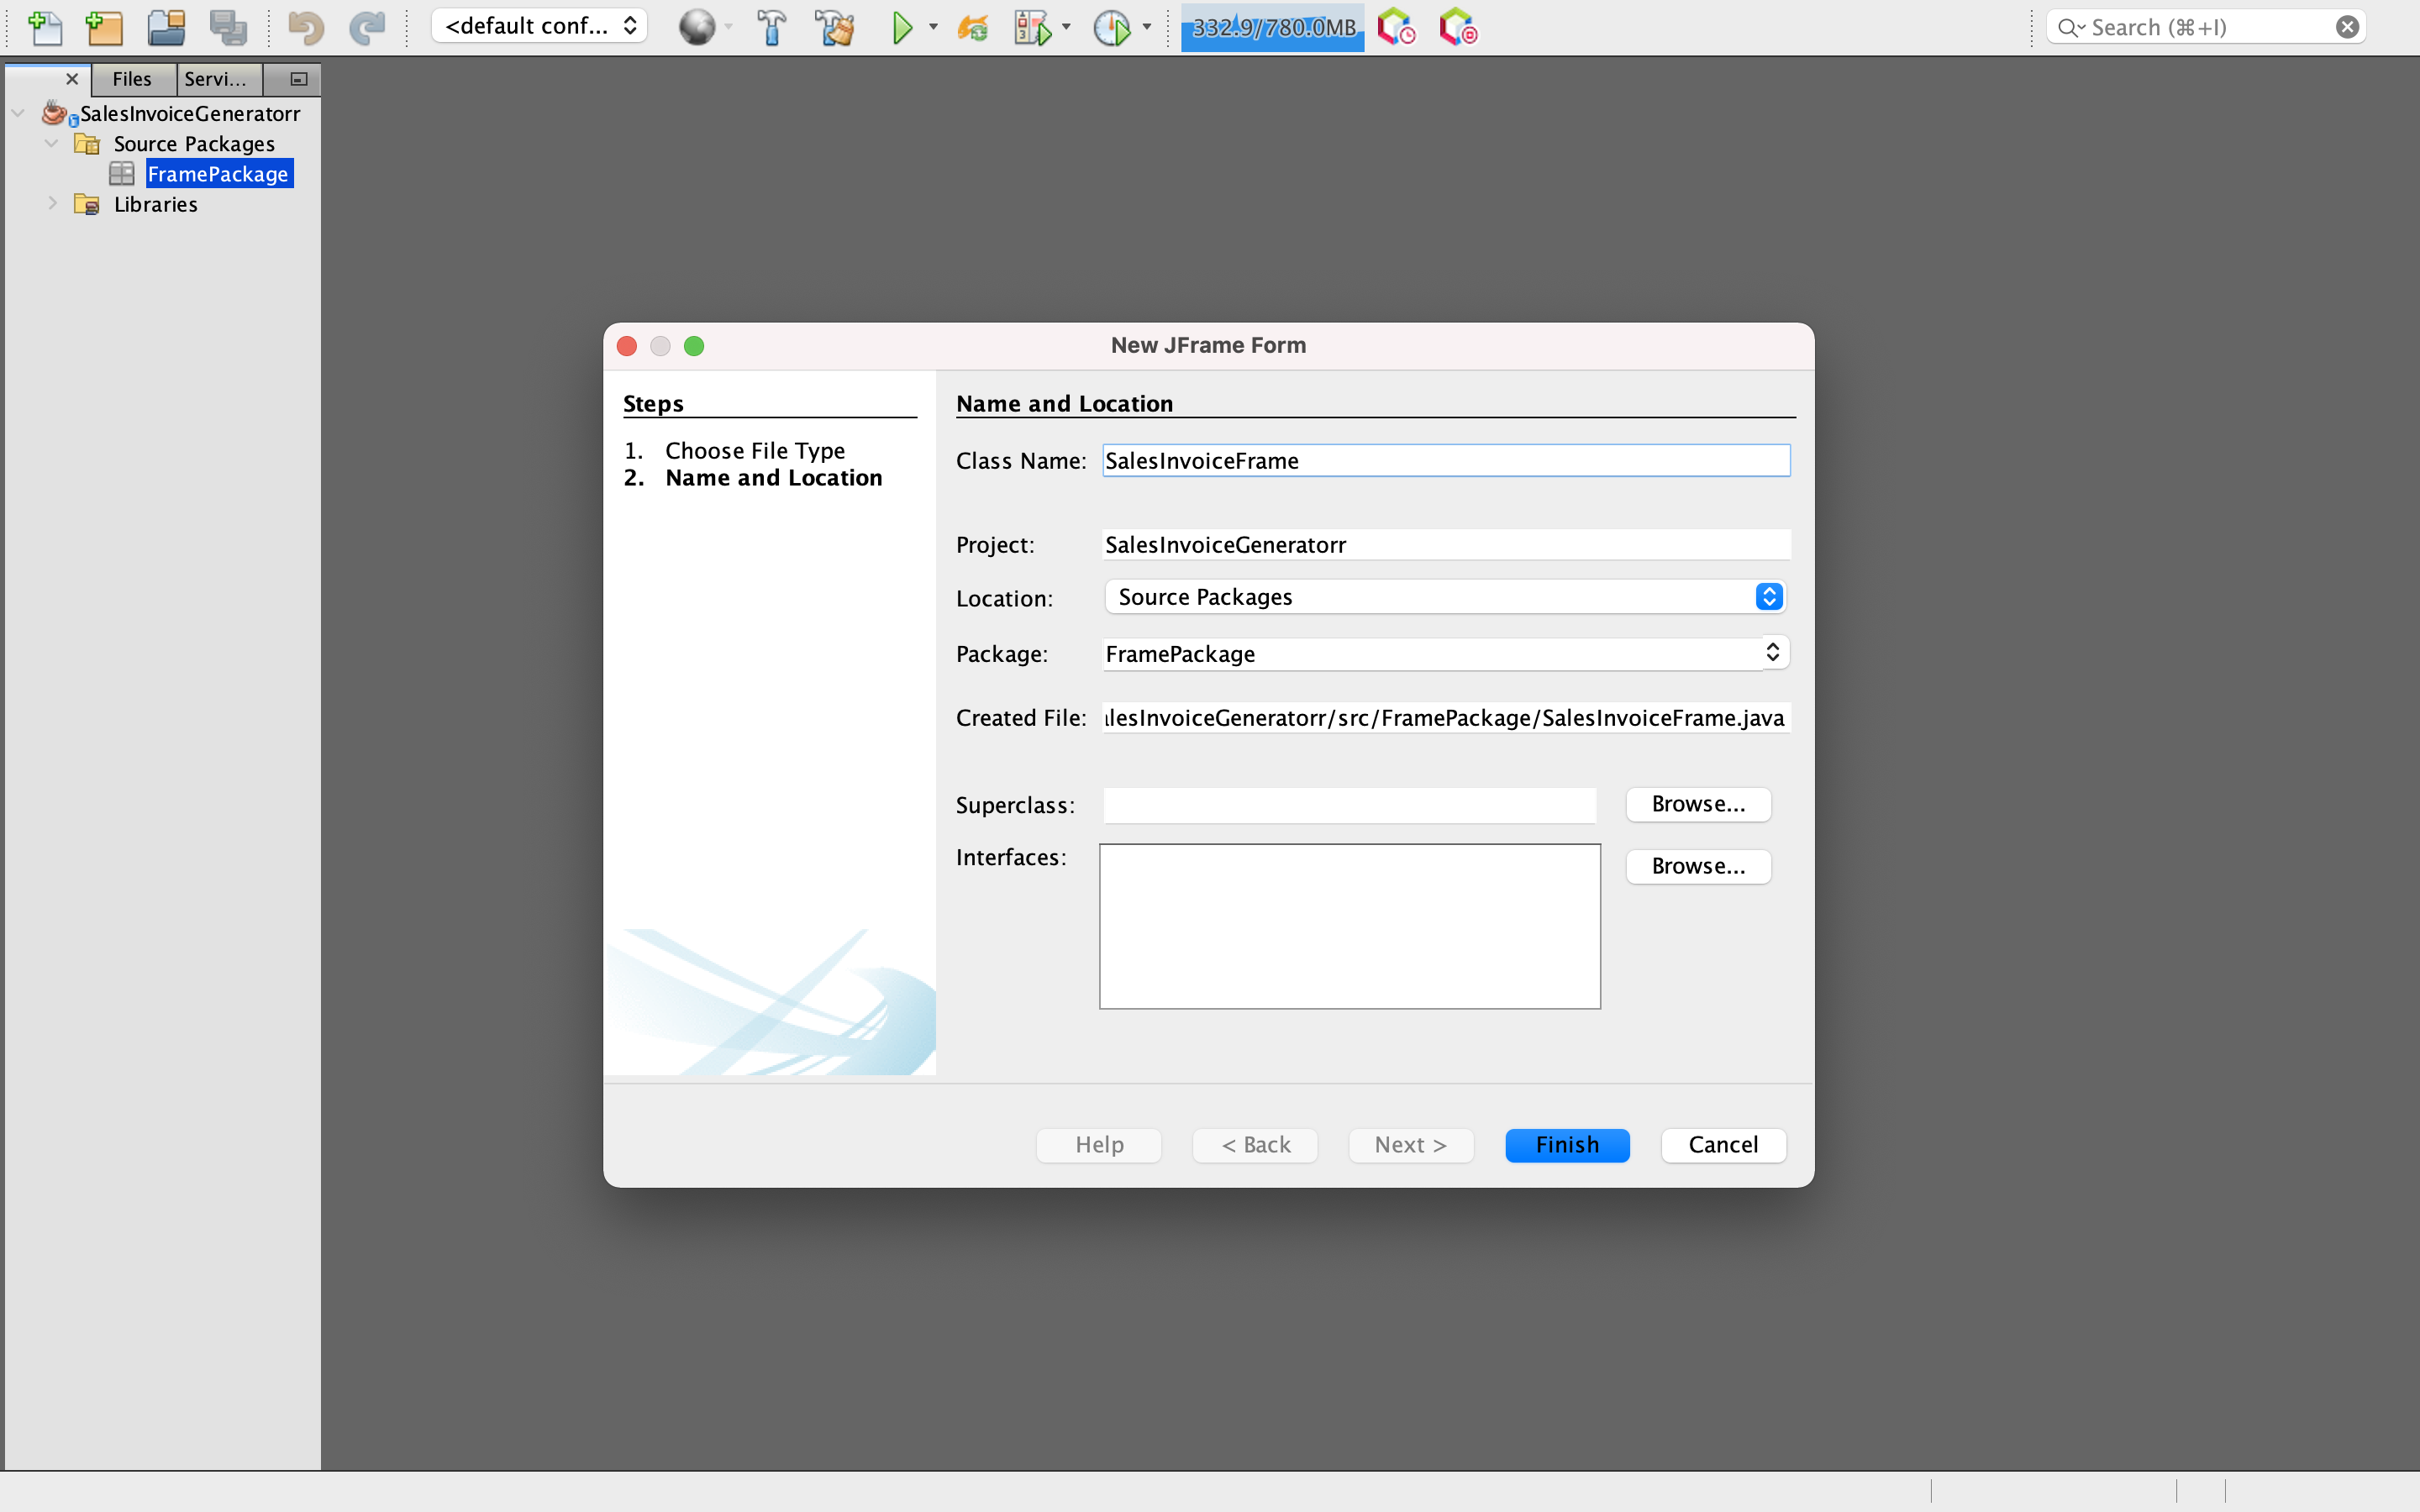 <default conf...
332.9/780.0MB
Search (⌘+I)
Files
Servi...
SalesInvoiceGeneratorr
Source Packages
FramePackage
Libraries
New JFrame Form
Steps
1. Choose File Type
2. Name and Location
Name and Location
Class Name: SalesInvoiceFrame
Project: SalesInvoiceGeneratorr
Location: Source Packages
Package: FramePackage
Created File: alesInvoiceGeneratorr/src/FramePackage/SalesInvoiceFrame.java
Superclass: Browse...
Interfaces: Browse...
Help < Back Next > Finish Cancel